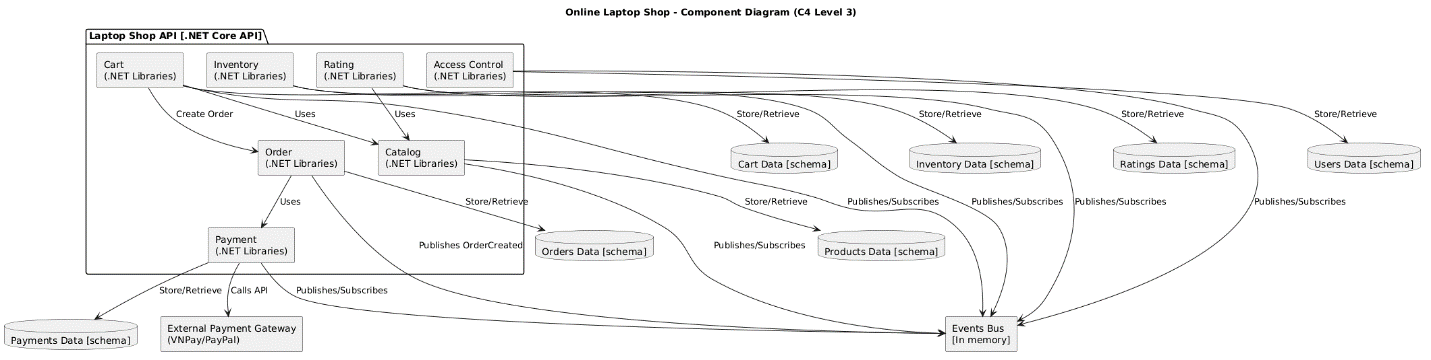 Online Laptop Shop - Component Diagram (C4 Level 3)
Laptop Shop API [.NET Core API]
Cart
(.NET Libraries)
Inventory
(.NET Libraries)
Rating
(.NET Libraries)
Access Control
(.NET Libraries)
Create Order
Uses
Uses
Store/Retrieve
Store/Retrieve
Store/Retrieve
Store/Retrieve
Order
(.NET Libraries)
Catalog
(.NET Libraries)
Cart Data [schema]
Inventory Data [schema]
Ratings Data [schema]
Users Data [schema]
Uses
Store/Retrieve
Store/Retrieve
Publishes/Subscribes
Publishes/Subscribes
Publishes/Subscribes
Publishes/Subscribes
Payment
(.NET Libraries)
Publishes OrderCreated
Orders Data [schema]
Publishes/Subscribes
Products Data [schema]
Store/Retrieve
Calls API
Publishes/Subscribes
Payments Data [schema]
External Payment Gateway
(VNPay/PayPal)
Events Bus
[In memory]